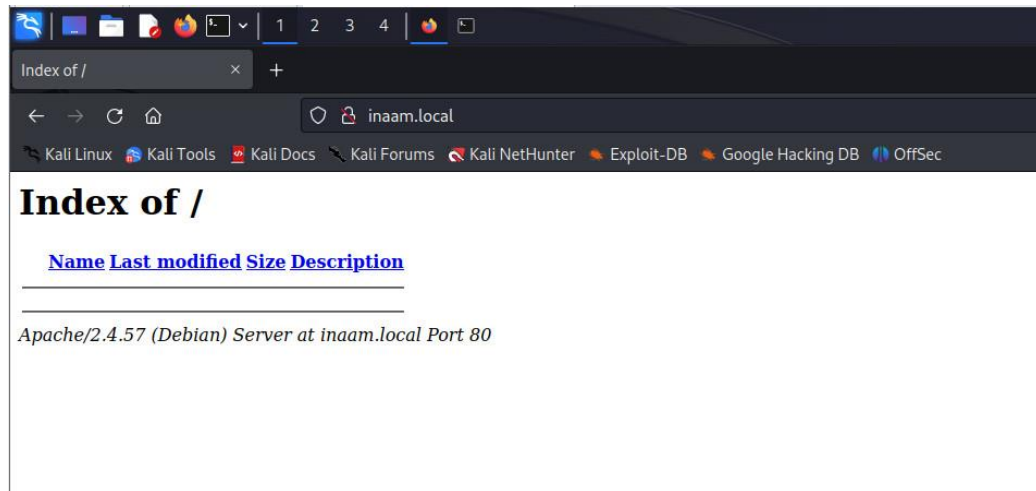 1 2 3 4
Index of /
inaam.local
Kali Linux Kali Tools Kali Docs Kali Forums Kali NetHunter Exploit-DB Google Hacking DB OffSec
Index of /
Name Last modified Size Description
Apache/2.4.57 (Debian) Server at inaam.local Port 80